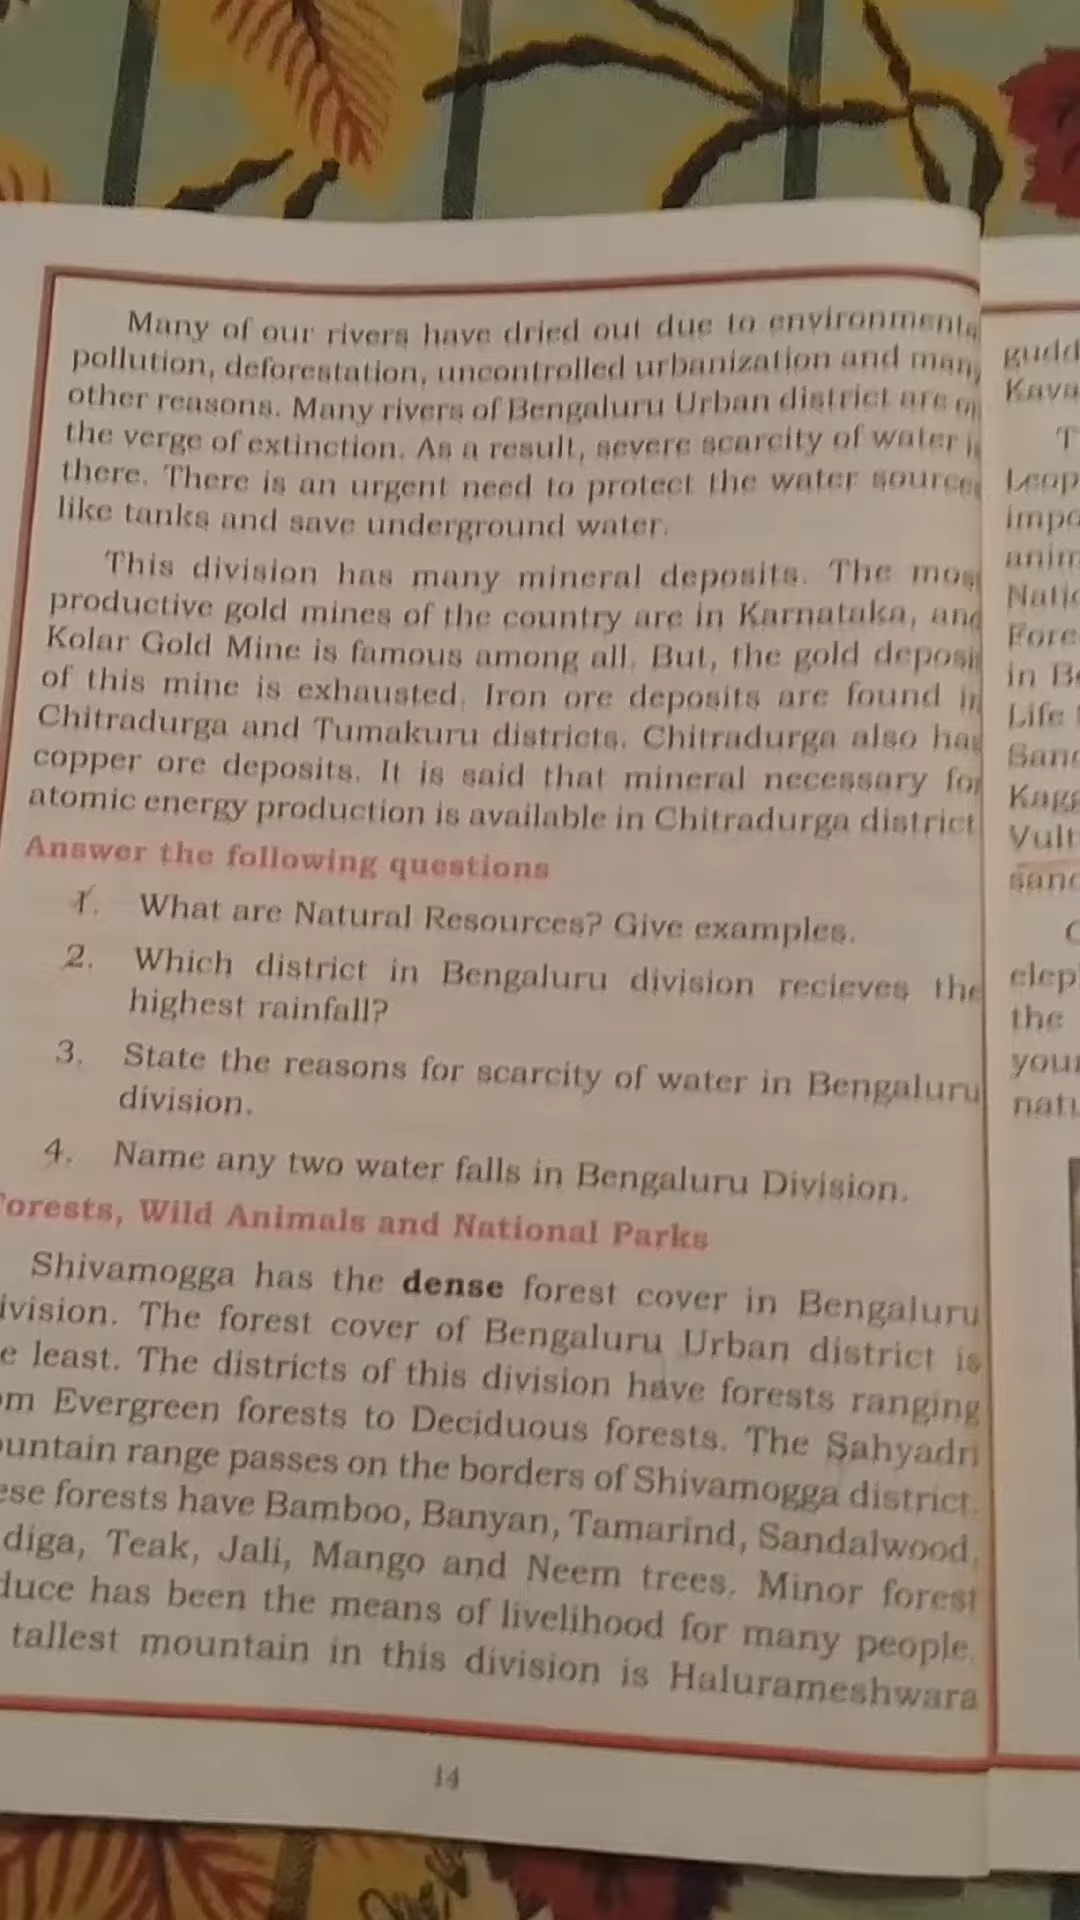 Many of our rivers have dried out due to environmenta
pollution, deforestation, uncontrolled urbanization and many
other reasons. Many rivers of Bengaluru Urban district are on
the verge of extinction. As a result, severe scarcity of water is
there. There is an urgent need to protect the water sources
like tanks and save underground water.
This division has many mineral deposits. The most
productive gold mines of the country are in Karnataka, and
Kolar Gold Mine is famous among all. But, the gold deposit
of this mine is exhausted. Iron ore deposits are found in
Chitradurga and Tumakuru districts. Chitradurga also has
copper ore deposits. It is said that mineral necessary for
atomic energy production is available in Chitradurga district
Answer the following questions
1. What are Natural Resources? Give examples.
2. Which district in Bengaluru division recieves the
highest rainfall?
3. State the reasons for scarcity of water in Bengaluru
division.
4. Name any two water falls in Bengaluru Division.
Forests, Wild Animals and National Parks
Shivamogga has the dense forest cover in Bengaluru
ivision. The forest cover of Bengaluru Urban district is
e least. The districts of this division have forests ranging
om Evergreen forests to Deciduous forests. The Sahyadri
ountain range passes on the borders of Shivamogga district.
ese forests have Bamboo, Banyan, Tamarind, Sandalwood,
diga, Teak, Jali, Mango and Neem trees. Minor forest
duce has been the means of livelihood for many people.
tallest mountain in this division is Halurameshwara
14
gudd
Kava
T
Leop
impo
anim
Natio
Fore
in Be
Life
Bann
Kagg
Vult
sanc
elep
the
your
natu